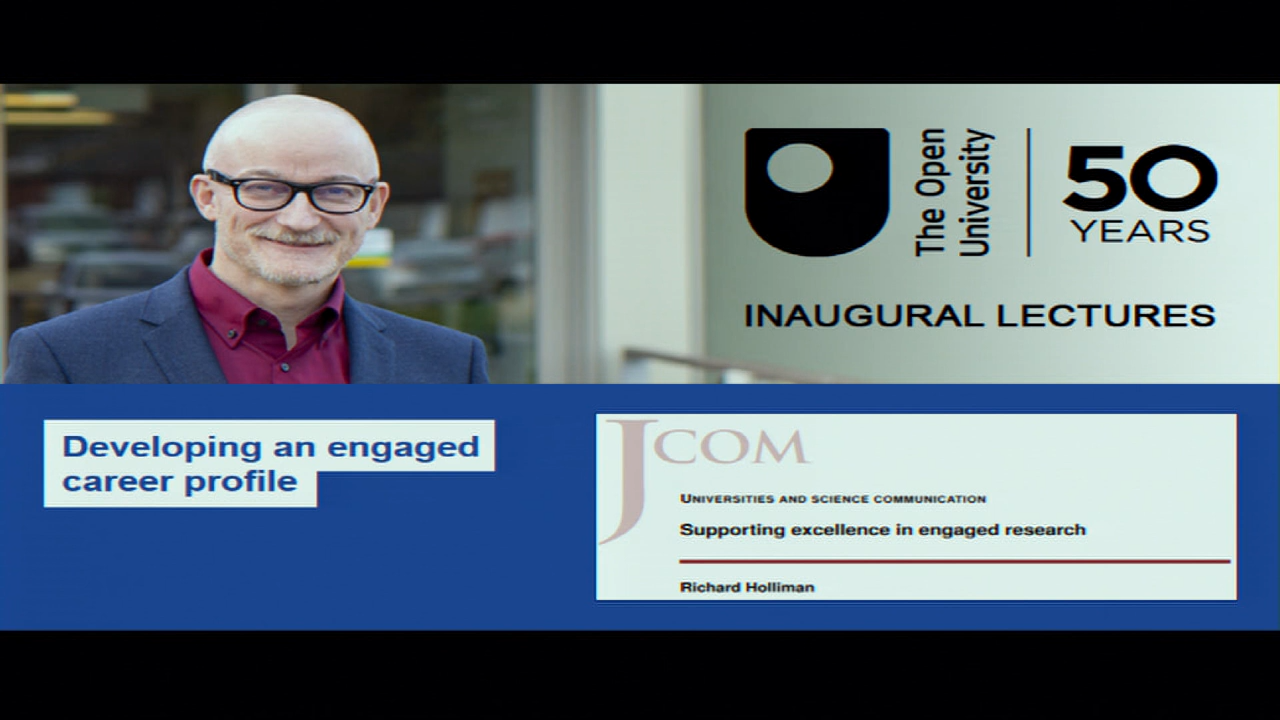 The Open
University
50
YEARS
INAUGURAL LECTURES
Developing an engaged
career profile
JCOM
UNIVERSITIES AND SCIENCE COMMUNICATION
Supporting excellence in engaged research
Richard Holliman